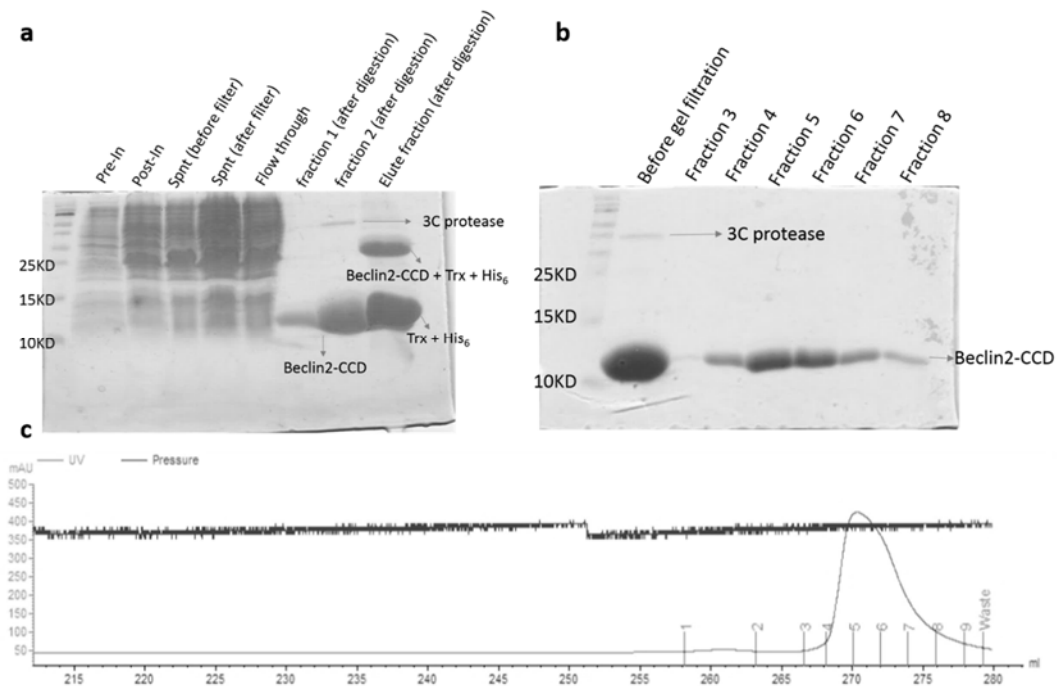 a
Pre-In
Post-In
Spnt (before filter)
Spnt (after filter)
Flow through
fraction 1 (after digestion)
fraction 2 (after digestion)
Elute fraction (after digestion)
3C protease
25KD
Beclin2-CCD + Trx + His₆
15KD
Trx + His₆
10KD
Beclin2-CCD
b
Before gel filtration
Fraction 3
Fraction 4
Fraction 5
Fraction 6
Fraction 7
Fraction 8
3C protease
25KD
15KD
Beclin2-CCD
10KD
c
mAU
UV
Pressure
500
450
400
350
300
250
200
150
100
50
1
2
3
4
5
6
7
8
9
Waste
215
220
225
230
235
240
245
250
255
260
265
270
275
280
ml